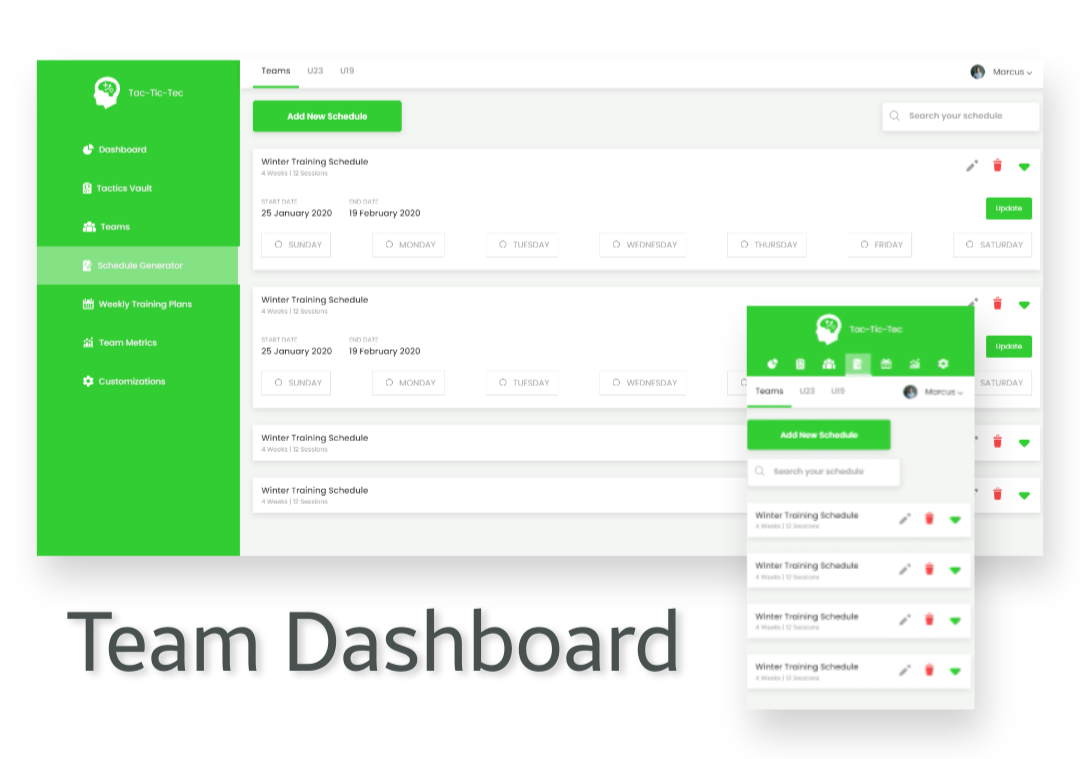 Teams U23 U19
Marcus
Tac-Tic-Tec
Dashboard
Tactics Vault
Teams
Schedule Generator
Weekly Training Plans
Team Metrics
Customizations
Add New Schedule
Search your schedule
Winter Training Schedule
4 Weeks | 12 Sessions
START DATE END DATE
25 January 2020 19 February 2020
Update
SUNDAY MONDAY TUESDAY WEDNESDAY THURSDAY FRIDAY SATURDAY
Winter Training Schedule
4 Weeks | 12 Sessions
START DATE END DATE
25 January 2020 19 February 2020
Update
SUNDAY MONDAY TUESDAY WEDNESDAY SATURDAY
Winter Training Schedule
4 Weeks | 12 Sessions
Winter Training Schedule
4 Weeks | 12 Sessions
Tac-Tic-Tec
Teams U23 U19 Marcus
Add New Schedule
Search your schedule
Winter Training Schedule
4 Weeks | 12 Sessions
Winter Training Schedule
4 Weeks | 12 Sessions
Winter Training Schedule
4 Weeks | 12 Sessions
Winter Training Schedule
4 Weeks | 12 Sessions
Team Dashboard